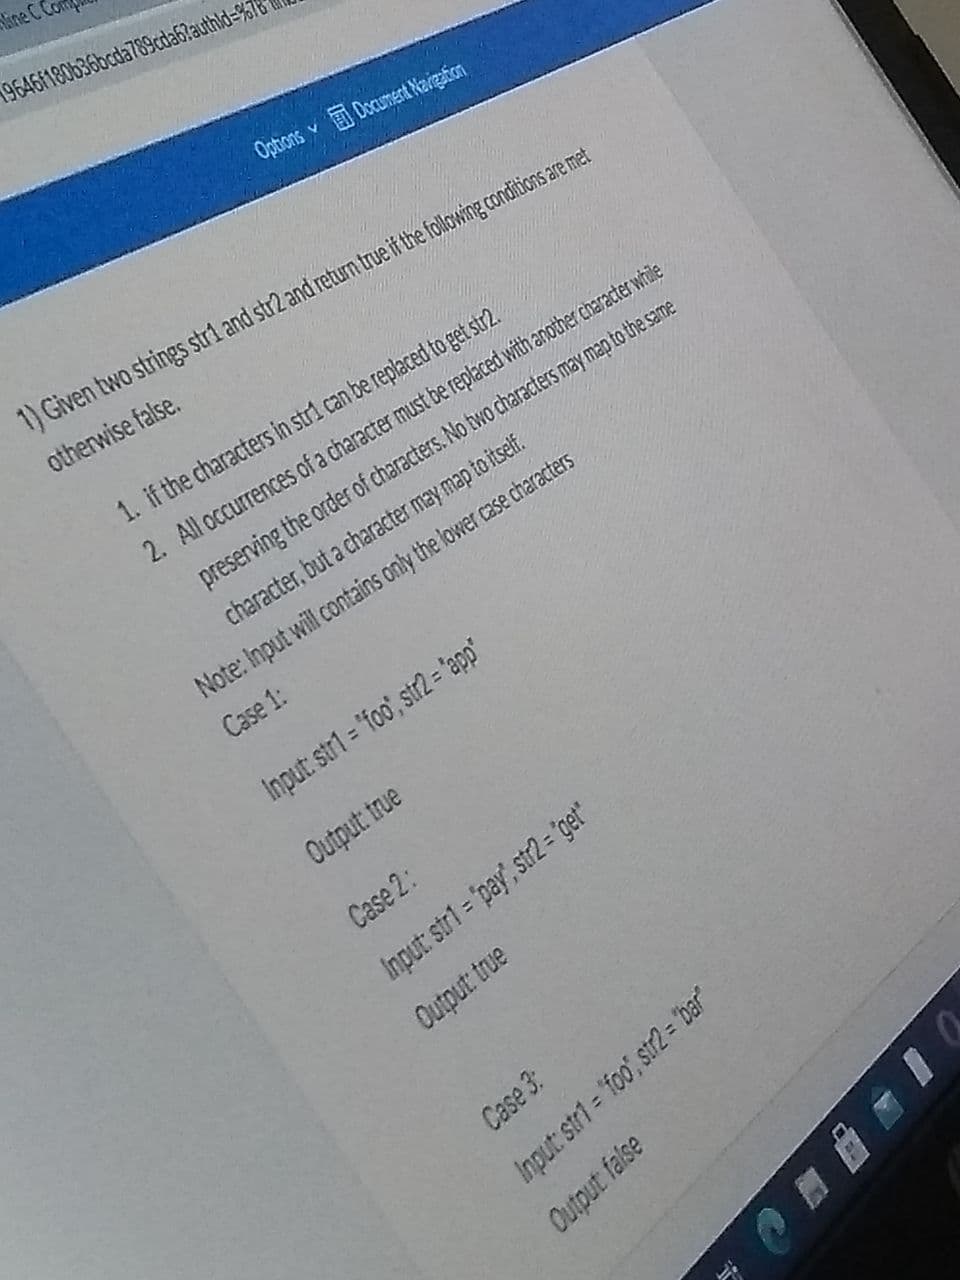 Options Document Navigation
1) Given two strings str1 and str2 and return true if the following conditions are met
otherwise false.
1. if the characters in str1 can be replaced to get str2.
2. All occurrences of a character must be replaced with another character while
preserving the order of characters. No two characters may map to the same
character, but a character may map to itself.
Note: Input will contains only the lower case characters
Case 1:
Input: str1 = "foo", str2 = "app"
Output: true
Case 2:
Input: str1 = "pay", str2 = "get"
Output: true
Case 3:
Input: str1 = "foo", str2 = "bar"
Output: false